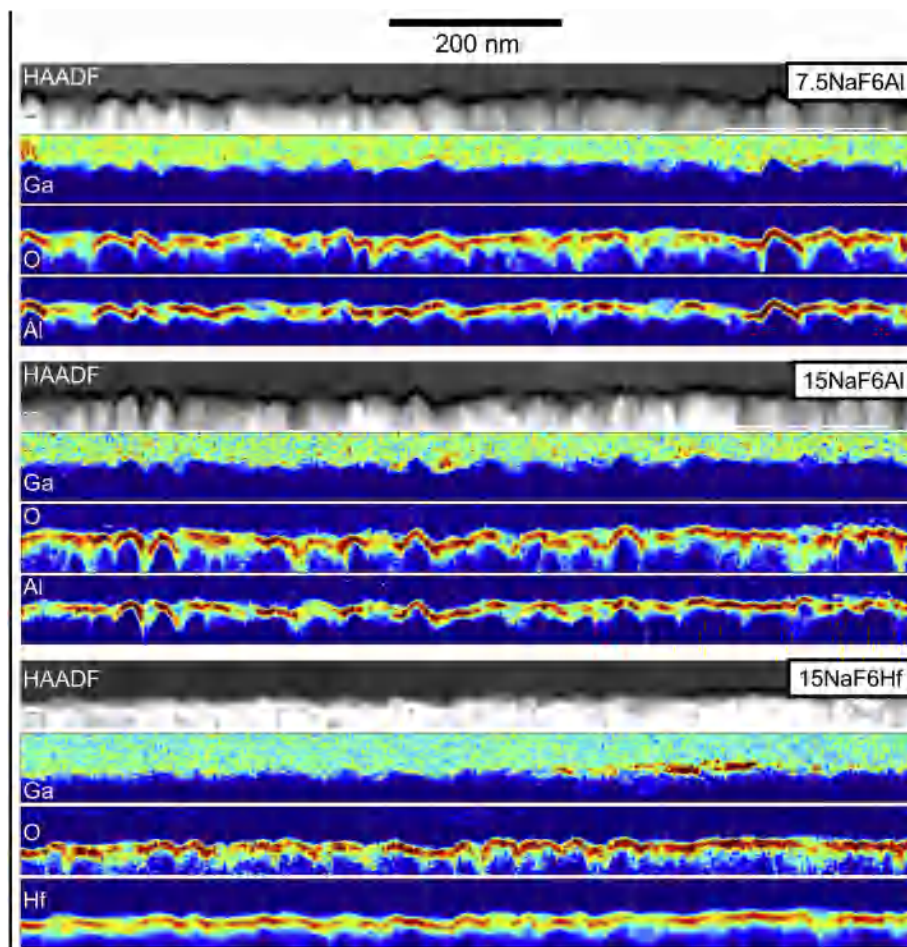 200 nm
HAADF
7.5NaF6Al
Ga
O
Al
HAADF
15NaF6Al
Ga
O
Al
HAADF
15NaF6Hf
Ga
O
Hf